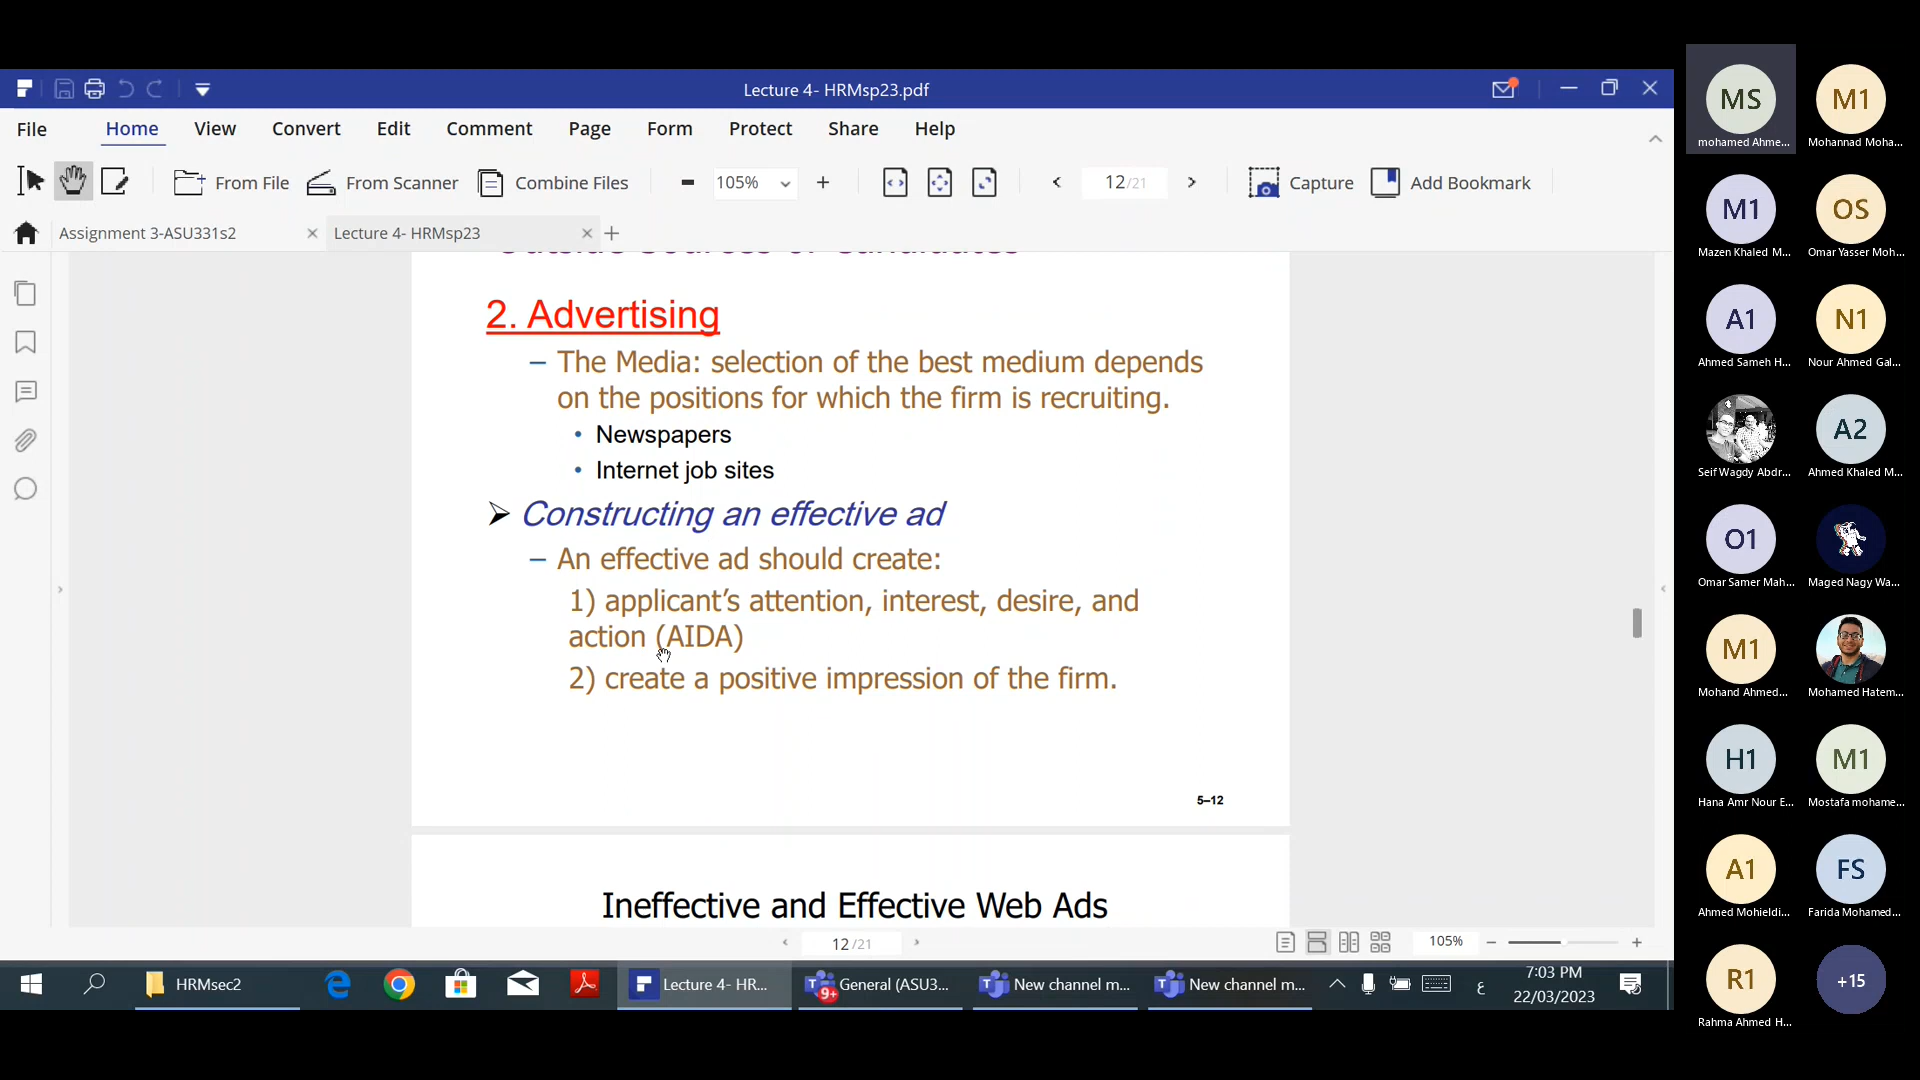 Lecture 4- HRMsp23.pdf
File Home View Convert Edit Comment Page Form Protect Share Help
From File From Scanner Combine Files 105% 12/21 Capture Add Bookmark
Assignment 3-ASU331s2 Lecture 4- HRMsp23
2. Advertising
– The Media: selection of the best medium depends
on the positions for which the firm is recruiting.
• Newspapers
• Internet job sites
➢ Constructing an effective ad
– An effective ad should create:
1) applicant’s attention, interest, desire, and
action (AIDA)
2) create a positive impression of the firm.
5–12
Ineffective and Effective Web Ads
12/21
105%
HRMsec2
Lecture 4- HR...
9+
General (ASU3...
New channel m...
New channel m...
ع
7:03 PM
22/03/2023
MS M1
mohamed Ahme... Mohannad Moha...
M1 OS
Mazen Khaled M... Omar Yasser Moh...
A1 N1
Ahmed Sameh H... Nour Ahmed Gal...
A2
Seif Wagdy Abdr... Ahmed Khaled M...
O1
Omar Samer Mah... Maged Nagy Wa...
M1
Mohand Ahmed... Mohamed Hatem...
H1 M1
Hana Amr Nour E... Mostafa mohame...
A1 FS
Ahmed Mohieldi... Farida Mohamed...
R1 +15
Rahma Ahmed H...